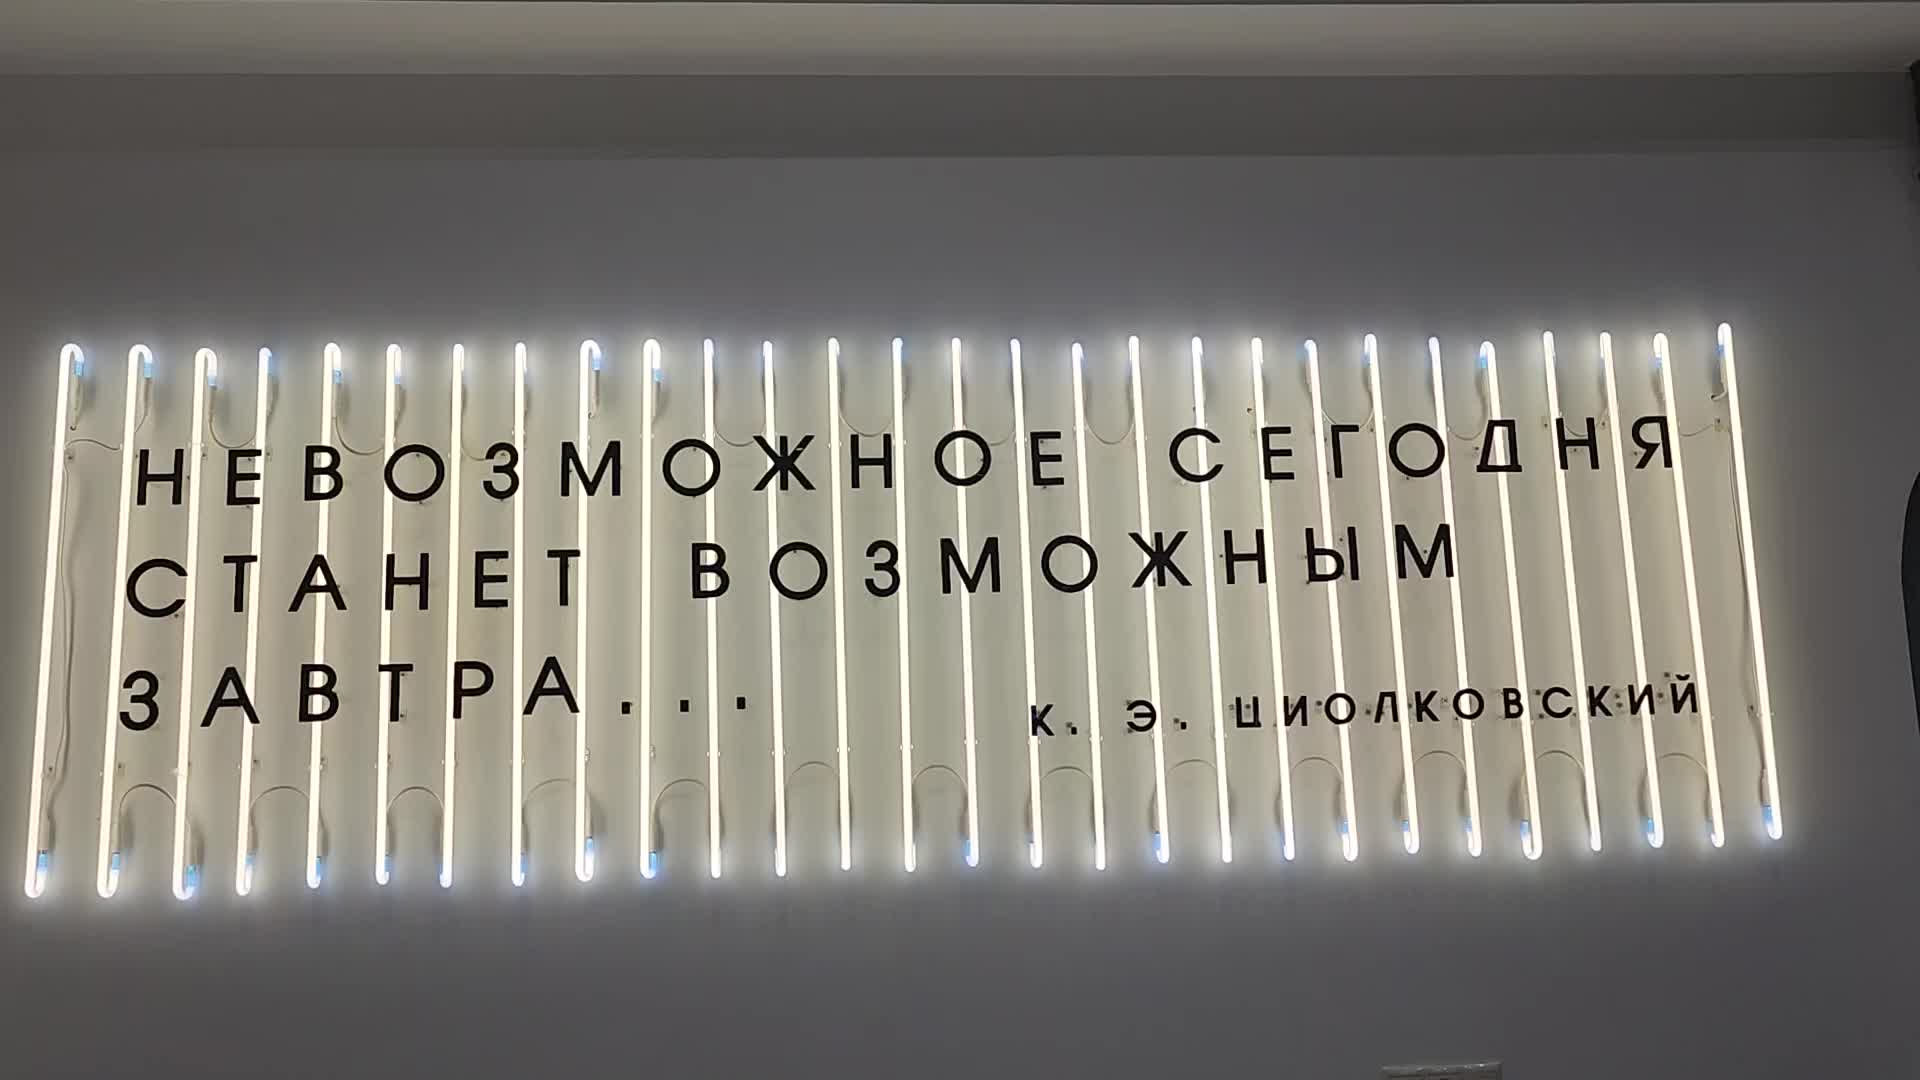 НЕВОЗМОЖНОЕ СЕГОДНЯ
СТАНЕТ ВОЗМОЖНЫМ
ЗАВТРА...
К. Э. ЦИОЛКОВСКИЙ